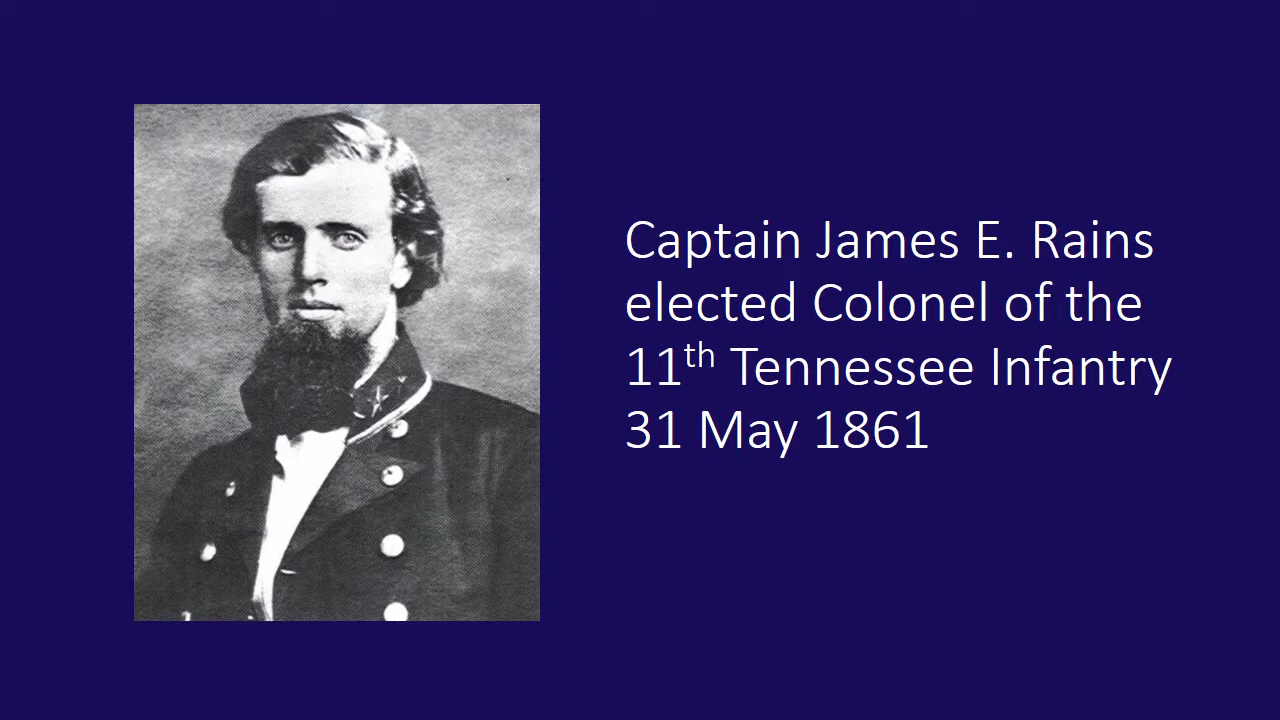 Captain James E. Rains
elected Colonel of the
11th Tennessee Infantry
31 May 1861